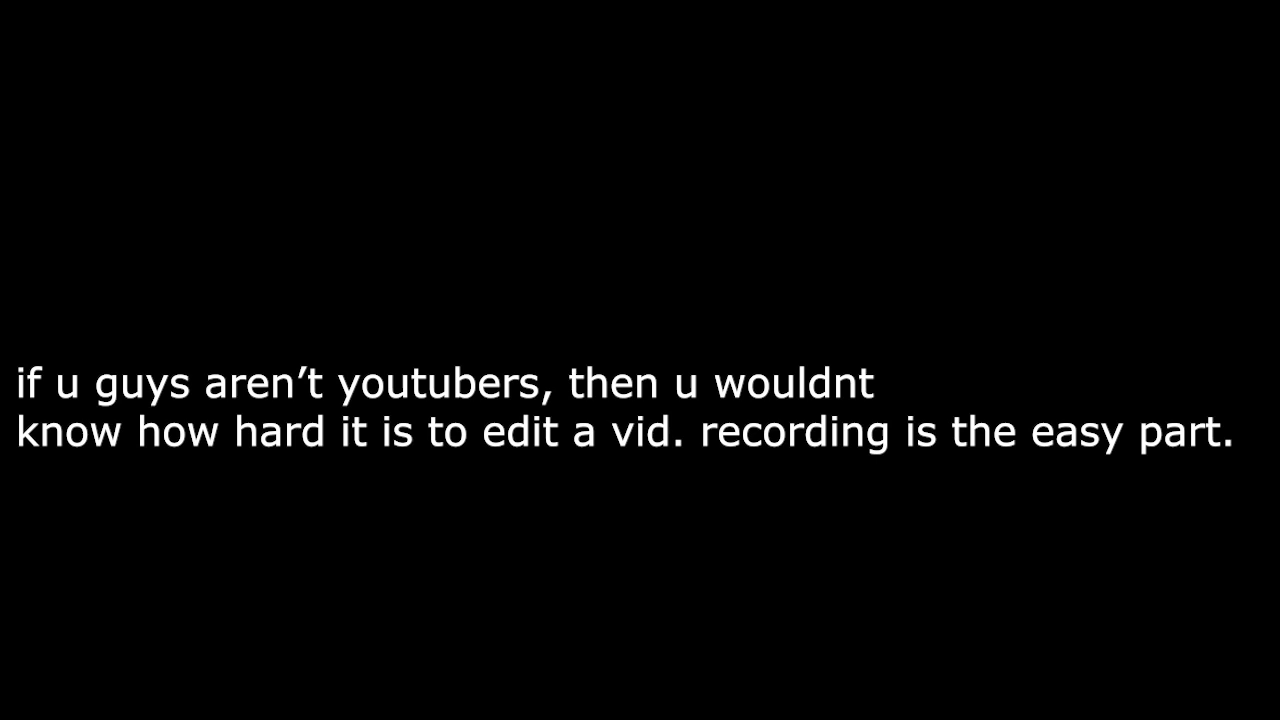 if u guys aren’t youtubers, then u wouldnt
know how hard it is to edit a vid. recording is the easy part.